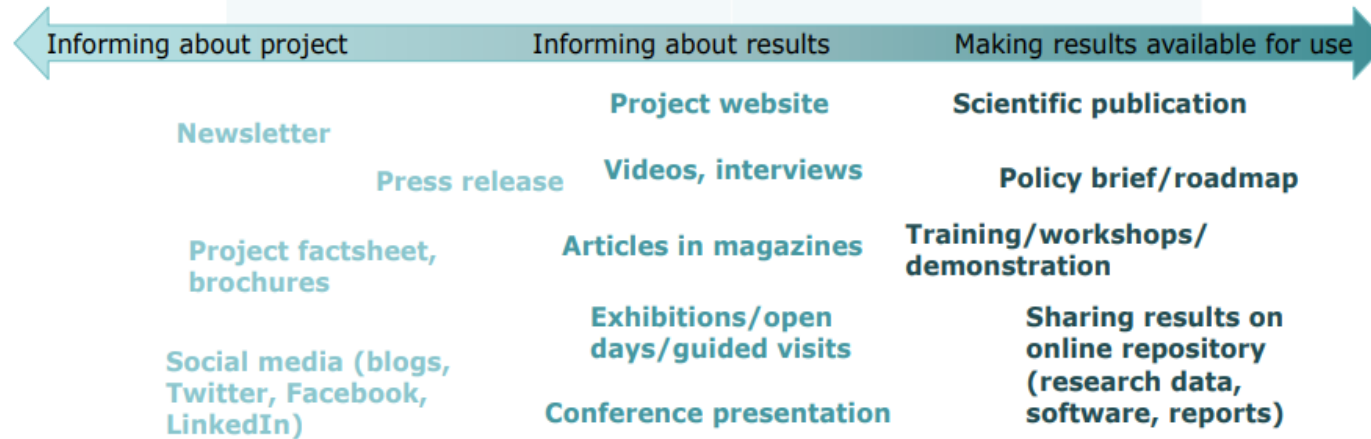 Informing about project
Informing about results
Making results available for use
Newsletter
Press release
Project factsheet,
brochures
Social media (blogs,
Twitter, Facebook,
LinkedIn)
Project website
Videos, interviews
Articles in magazines
Exhibitions/open
days/guided visits
Conference presentation
Scientific publication
Policy brief/roadmap
Training/workshops/
demonstration
Sharing results on
online repository
(research data,
software, reports)